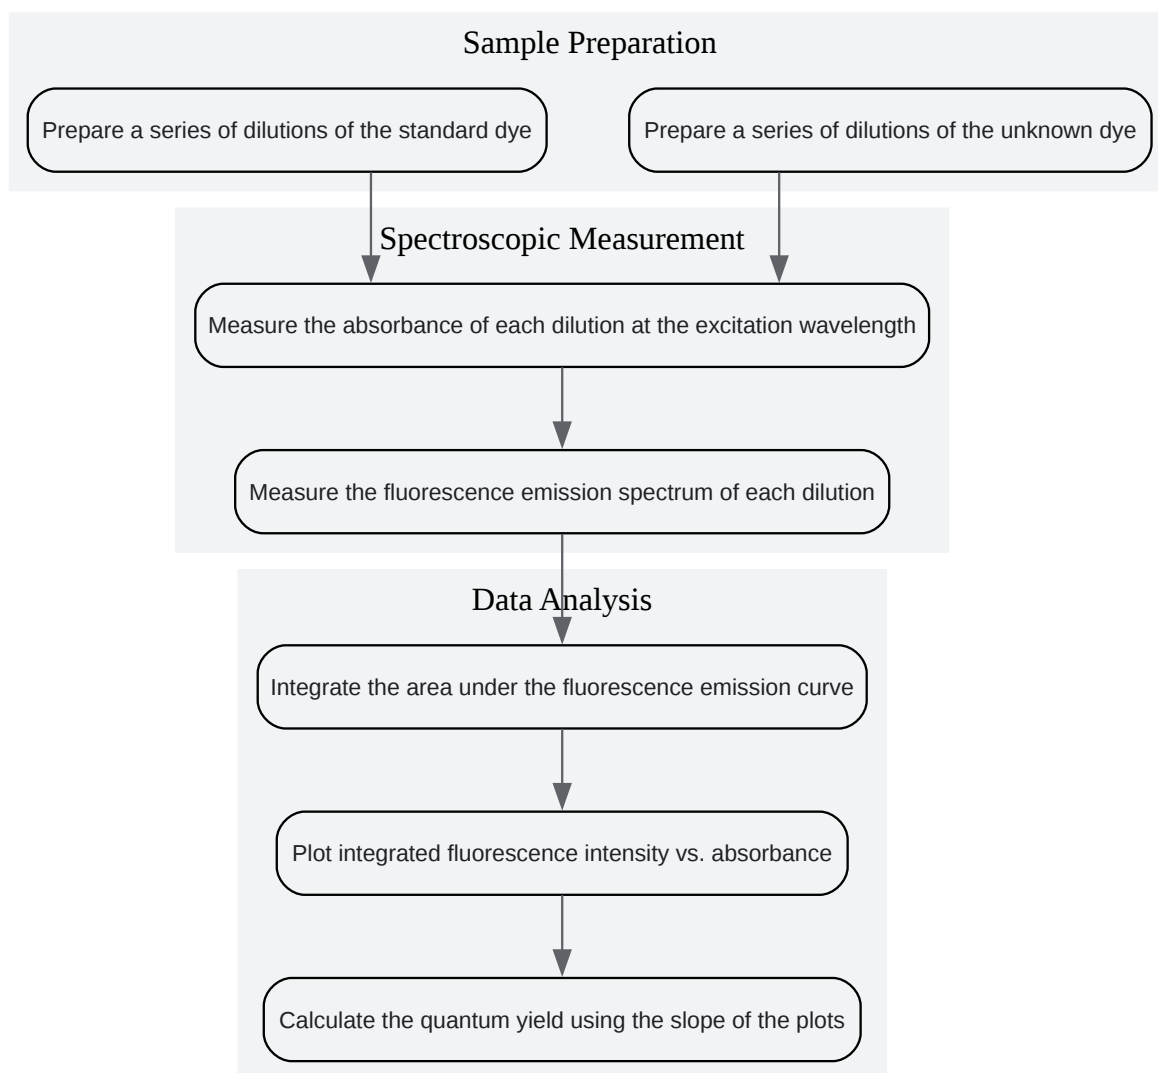 Sample Preparation
Prepare a series of dilutions of the standard dye
Prepare a series of dilutions of the unknown dye
Spectroscopic Measurement
Measure the absorbance of each dilution at the excitation wavelength
Measure the fluorescence emission spectrum of each dilution
Data Analysis
Integrate the area under the fluorescence emission curve
Plot integrated fluorescence intensity vs. absorbance
Calculate the quantum yield using the slope of the plots